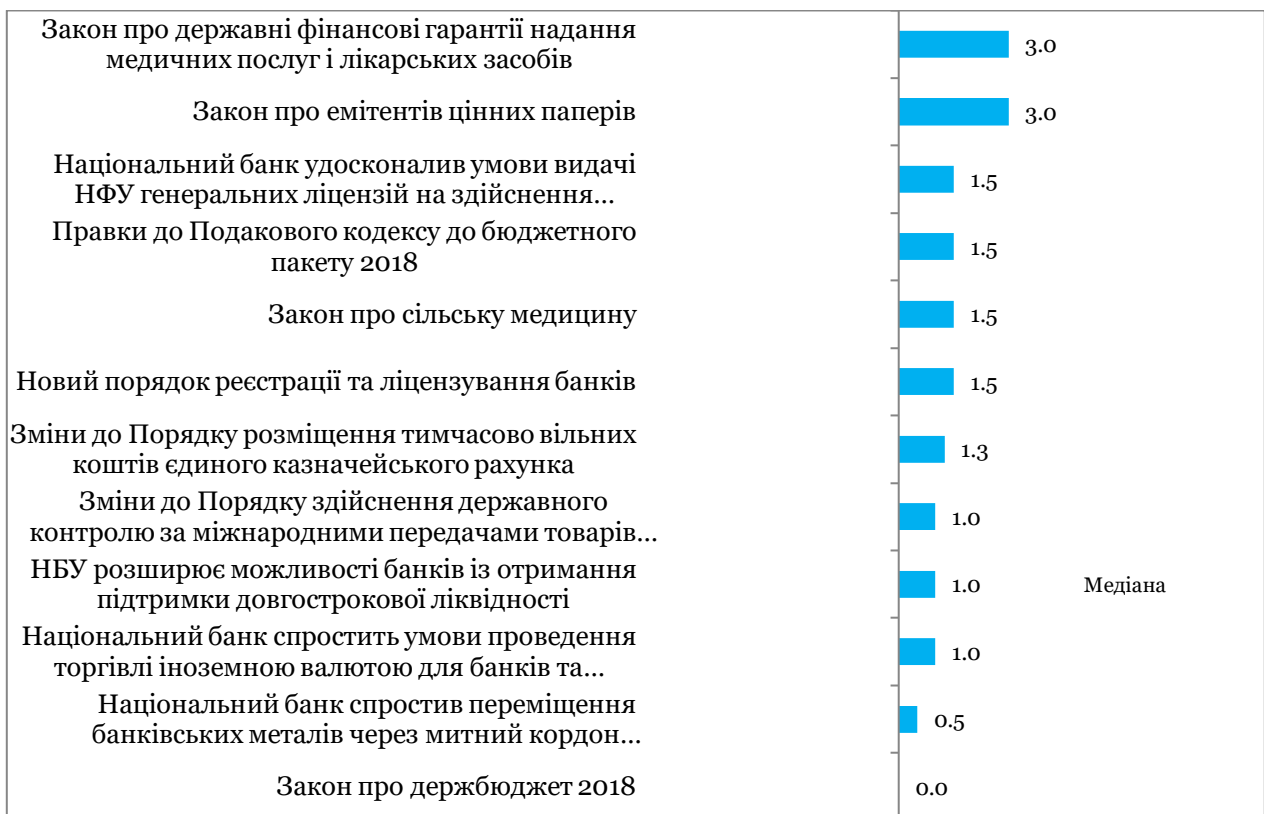 Закон про державні фінансові гарантії надання
медичних послуг і лікарських засобів
3.0
Закон про емітентів цінних паперів
3.0
Національний банк удосконалив умови видачі
НФУ генеральних ліцензій на здійснення...
1.5
Правки до Подакового кодексу до бюджетного
пакету 2018
1.5
Закон про сільську медицину
1.5
Новий порядок реєстрації та ліцензування банків
1.5
Зміни до Порядку розміщення тимчасово вільних
коштів єдиного казначейського рахунка
1.3
Зміни до Порядку здійснення державного
контролю за міжнародними передачами товарів...
1.0
НБУ розширює можливості банків із отримання
підтримки довгострокової ліквідності
1.0
Медіана
Національний банк спростить умови проведення
торгівлі іноземною валютою для банків та...
1.0
Національний банк спростив переміщення
банківських металів через митний кордон...
0.5
Закон про держбюджет 2018
0.0